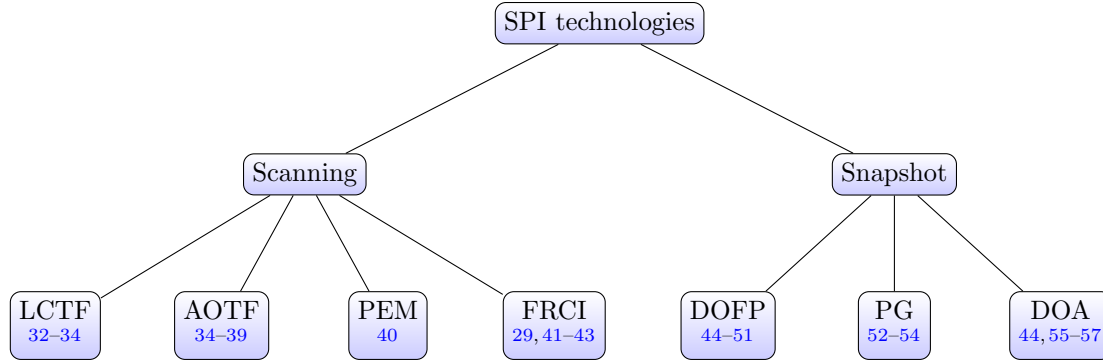 SPI technologies
Scanning
Snapshot
LCTF
32–34
AOTF
34–39
PEM
40
FRCI
29, 41–43
DOFP
44–51
PG
52–54
DOA
44, 55–57